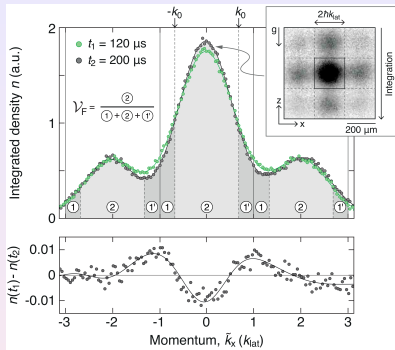 -k₀ k₀
t₁ = 120 µs
t₂ = 200 µs
2ħk_lat
g
z
x
Integration
200 µm
Integrated density n (a.u.)
2
1
0
𝒱_F = ② / (① + ② + ①')
① ② ①' ① ② ①' ① ② ①'
n(t₁) - n(t₂)
0.01
0
-0.01
-3 -2 -1 0 1 2 3
Momentum, k̃ₓ (k_lat)